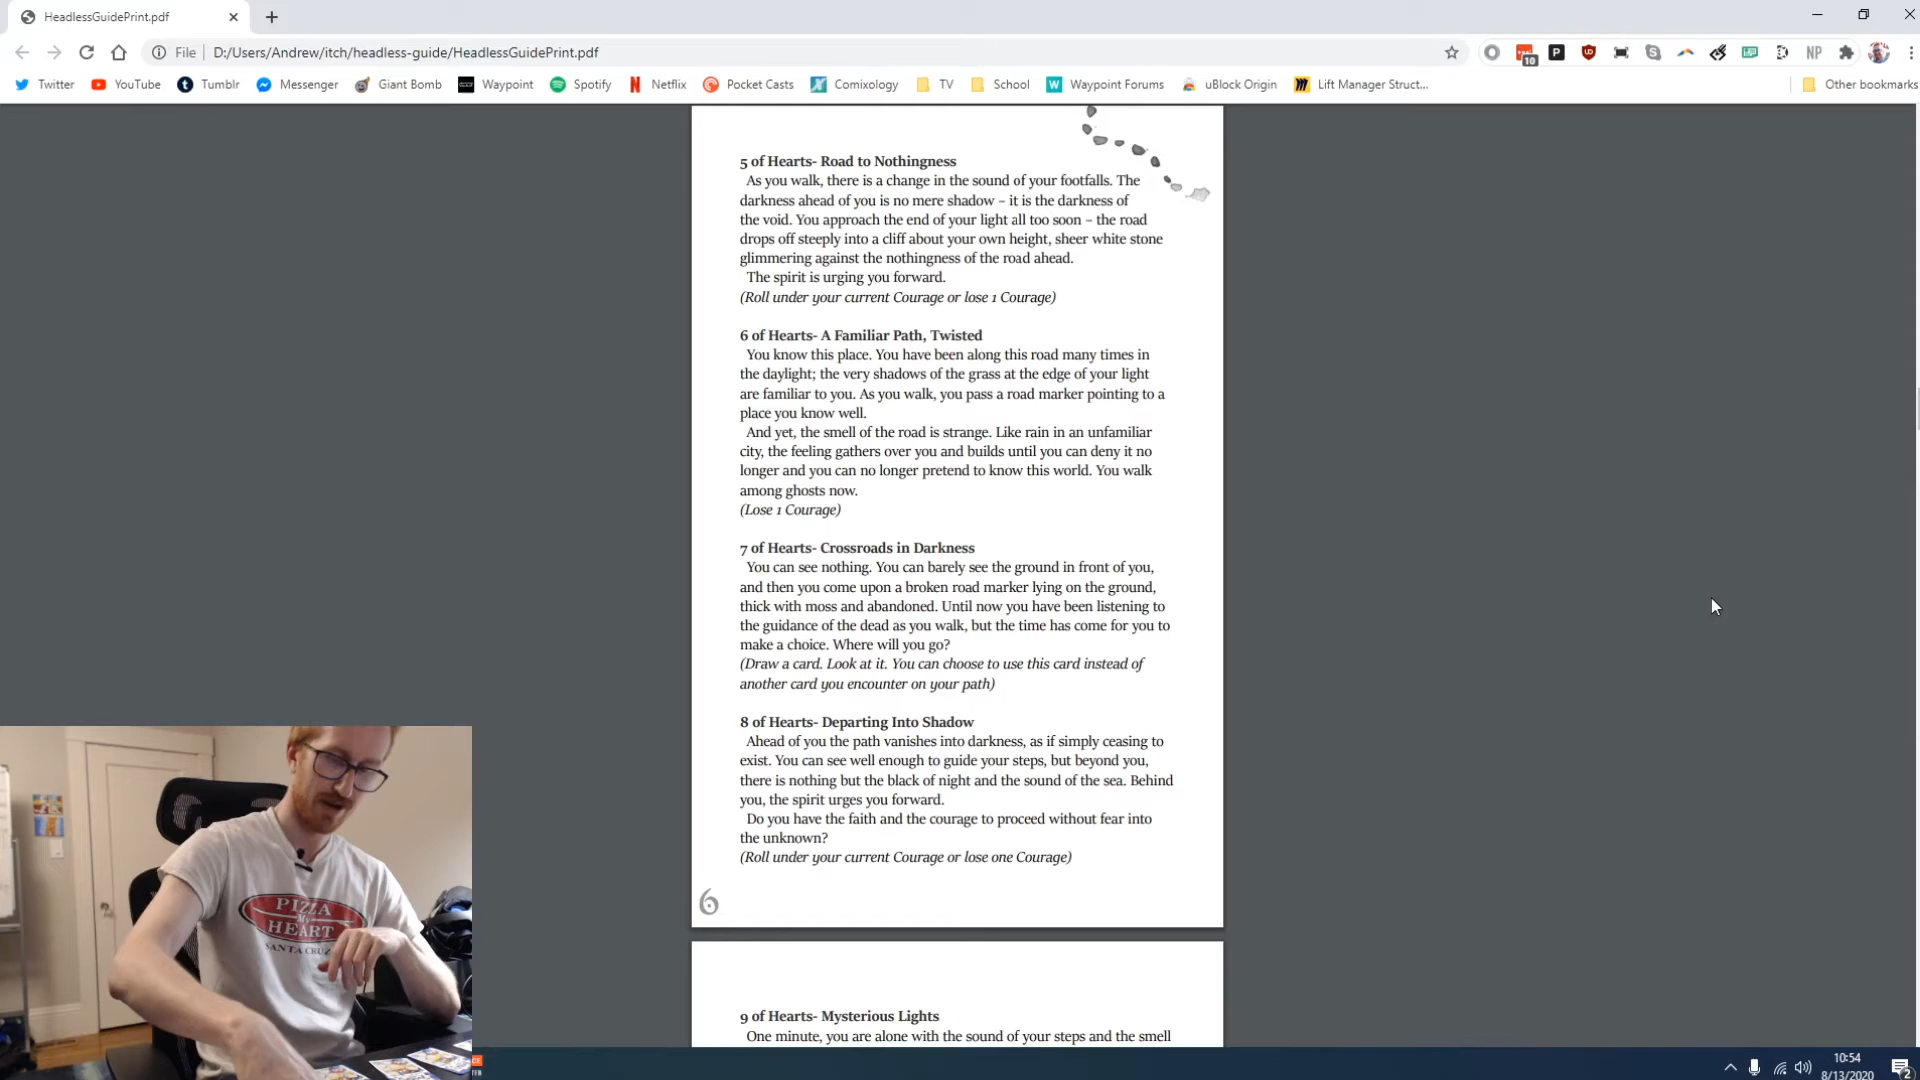 HeadlessGuidePrint.pdf
File
D:/Users/Andrew/itch/headless-guide/HeadlessGuidePrint.pdf
10
P
NP
Twitter
YouTube
Tumblr
Messenger
Giant Bomb
Waypoint
Spotify
Netflix
Pocket Casts
Comixology
TV
School
W
Waypoint Forums
uBlock Origin
Lift Manager Struct...
Other bookmarks
5 of Hearts- Road to Nothingness
As you walk, there is a change in the sound of your footfalls. The
darkness ahead of you is no mere shadow – it is the darkness of
the void. You approach the end of your light all too soon – the road
drops off steeply into a cliff about your own height, sheer white stone
glimmering against the nothingness of the road ahead.
The spirit is urging you forward.
(Roll under your current Courage or lose 1 Courage)
6 of Hearts- A Familiar Path, Twisted
You know this place. You have been along this road many times in
the daylight; the very shadows of the grass at the edge of your light
are familiar to you. As you walk, you pass a road marker pointing to a
place you know well.
And yet, the smell of the road is strange. Like rain in an unfamiliar
city, the feeling gathers over you and builds until you can deny it no
longer and you can no longer pretend to know this world. You walk
among ghosts now.
(Lose 1 Courage)
7 of Hearts- Crossroads in Darkness
You can see nothing. You can barely see the ground in front of you,
and then you come upon a broken road marker lying on the ground,
thick with moss and abandoned. Until now you have been listening to
the guidance of the dead as you walk, but the time has come for you to
make a choice. Where will you go?
(Draw a card. Look at it. You can choose to use this card instead of
another card you encounter on your path)
8 of Hearts- Departing Into Shadow
Ahead of you the path vanishes into darkness, as if simply ceasing to
exist. You can see well enough to guide your steps, but beyond you,
there is nothing but the black of night and the sound of the sea. Behind
you, the spirit urges you forward.
Do you have the faith and the courage to proceed without fear into
the unknown?
(Roll under your current Courage or lose one Courage)
6
9 of Hearts- Mysterious Lights
One minute, you are alone with the sound of your steps and the smell
PIZZA
My
HEART
SANTA CRUZ
10:54
8/13/2020
2